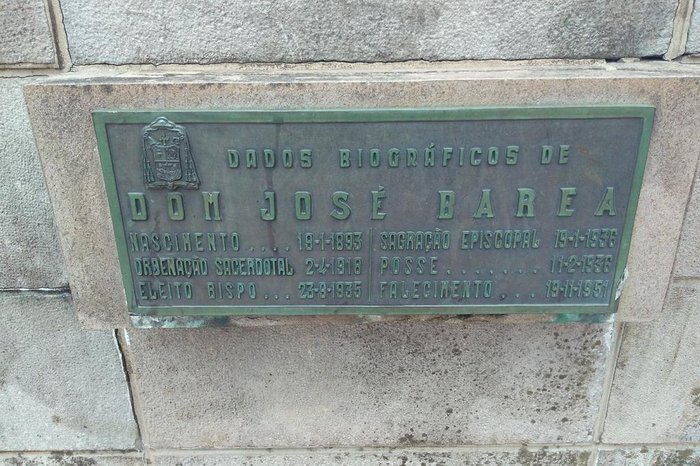 DADOS BIOGRÁFICOS DE
DOM JOSÉ BAREA
NASCIMENTO .... 19-1-1893
ORDENAÇÃO SACERDOTAL 2-4-1918
ELEITO BISPO ... 23-8-1935
SAGRAÇÃO EPISCOPAL 19-1-1936
POSSE ....... 11-2-1936
FALECIMENTO ... 19-11-1951